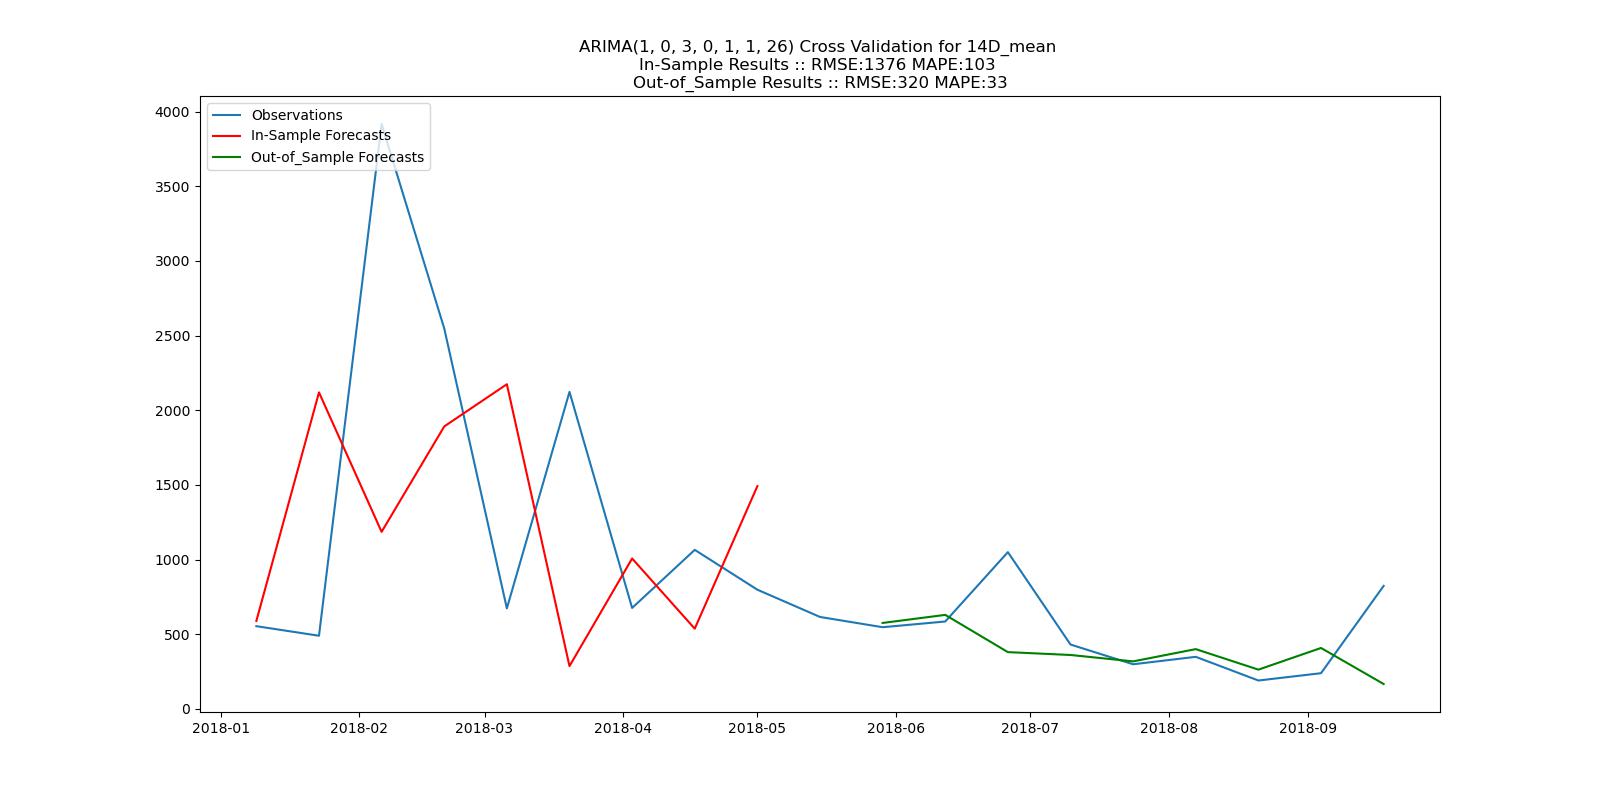 ARIMA(1, 0, 3, 0, 1, 1, 26) Cross Validation for 14D_mean
In-Sample Results :: RMSE:1376 MAPE:103
Out-of_Sample Results :: RMSE:320 MAPE:33
Observations
In-Sample Forecasts
Out-of_Sample Forecasts
4000
3500
3000
2500
2000
1500
1000
500
0
2018-01 2018-02 2018-03 2018-04 2018-05 2018-06 2018-07 2018-08 2018-09